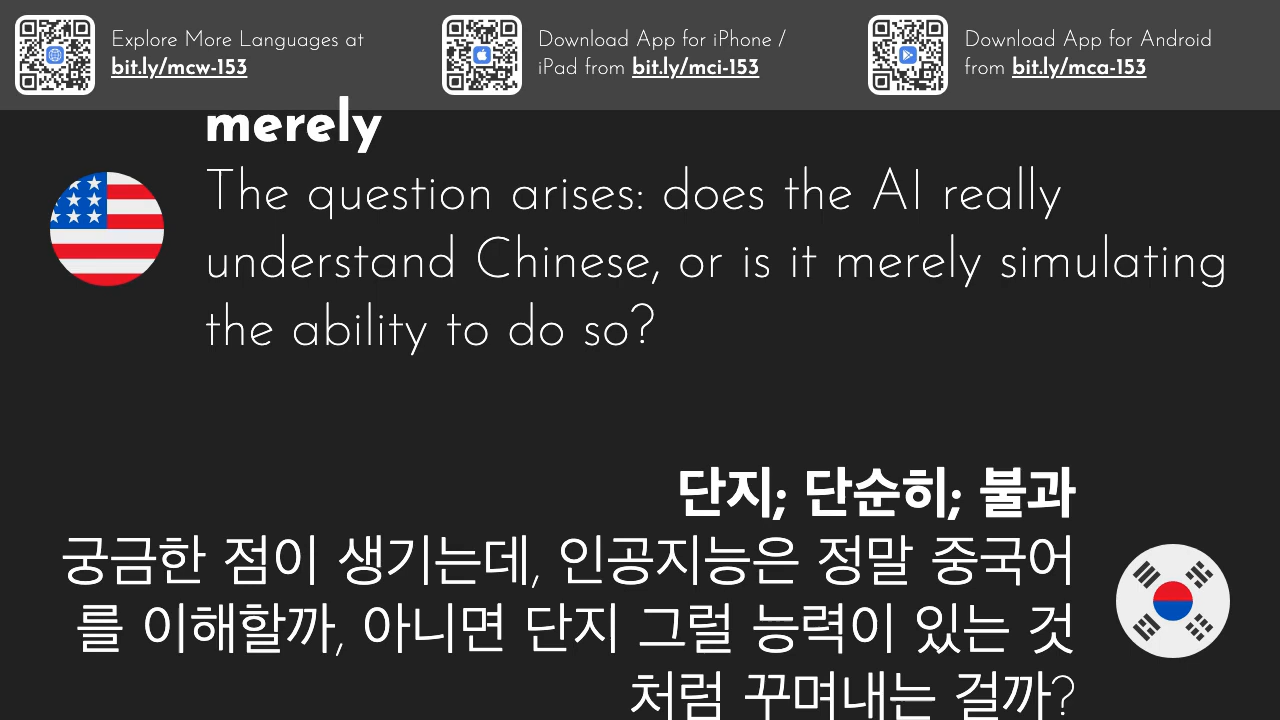 Explore More Languages at
bit.ly/mcw-153
Download App for iPhone /
iPad from bit.ly/mci-153
Download App for Android
from bit.ly/mca-153
merely
The question arises: does the AI really
understand Chinese, or is it merely simulating
the ability to do so?
단지; 단순히; 불과
궁금한 점이 생기는데, 인공지능은 정말 중국어
를 이해할까, 아니면 단지 그럴 능력이 있는 것
처럼 꾸며내는 걸까?